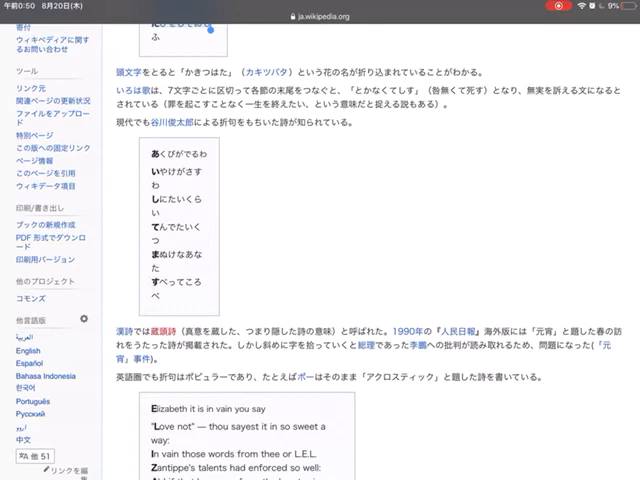 午前0:50 8月20日(木)
ja.wikipedia.org
9%
寄付
ウィキペディアに関するお問い合わせ
ツール
リンク元
関連ページの更新状況
ファイルをアップロード
特別ページ
この版への固定リンク
ページ情報
このページを引用
ウィキデータ項目
印刷/書き出し
ブックの新規作成
PDF 形式でダウンロード
印刷用バージョン
他のプロジェクト
コモンズ
他言語版
العربية
English
Español
Bahasa Indonesia
한국어
Português
Русский
اردو
中文
文A 他 51
リンクを編集
ふ
頭文字をとると「かきつはた」（カキツバタ）という花の名が折り込まれていることがわかる。
いろは歌は、7文字ごとに区切って各節の末尾をつなぐと、「とかなくてしす」（咎無くて死す）となり、無実を訴える文になると
されている（罪を起こすことなく一生を終えたい、という意味だと捉える説もある）。
現代でも谷川俊太郎による折句をもちいた詩が知られている。
あくびがでるわ
いやけがさす
わ
しにたいくら
い
てんでたいく
つ
まぬけなあな
た
すべってころ
べ
漢詩では蔵頭詩（真意を蔵した、つまり隠した詩の意味）と呼ばれた。1990年の『人民日報』海外版には「元宵」と題した春の訪
れをうたった詩が掲載された。しかし斜めに字を拾っていくと総理であった李鵬への批判が読み取れるため、問題になった(「元
宵」事件)。
英語圏でも折句はポピュラーであり、たとえばポーはそのまま「アクロスティック」と題した詩を書いている。
Elizabeth it is in vain you say
"Love not" — thou sayest it in so sweet a
way:
In vain those words from thee or L.E.L.
Zantippe's talents had enforced so well: